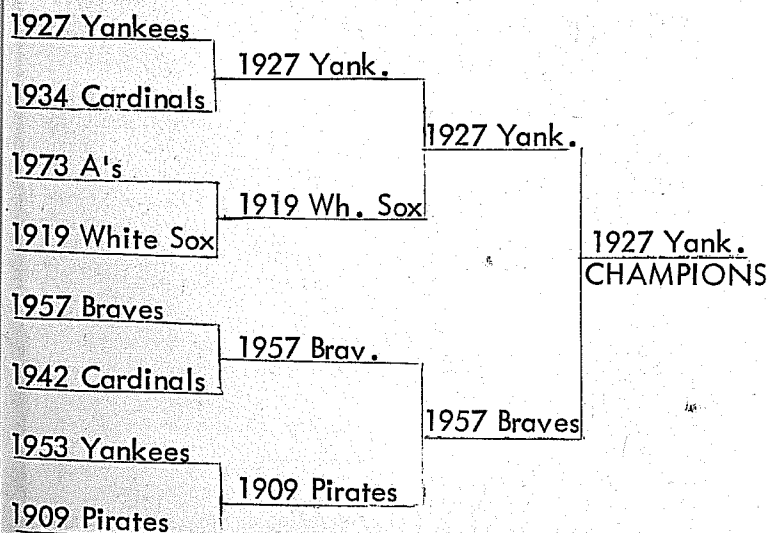 1927 Yankees
1934 Cardinals
1973 A's
1919 White Sox
1957 Braves
1942 Cardinals
1953 Yankees
1909 Pirates
1927 Yank.
1919 Wh. Sox
1957 Brav.
1909 Pirates
1927 Yank.
1957 Braves
1927 Yank.
CHAMPIONS